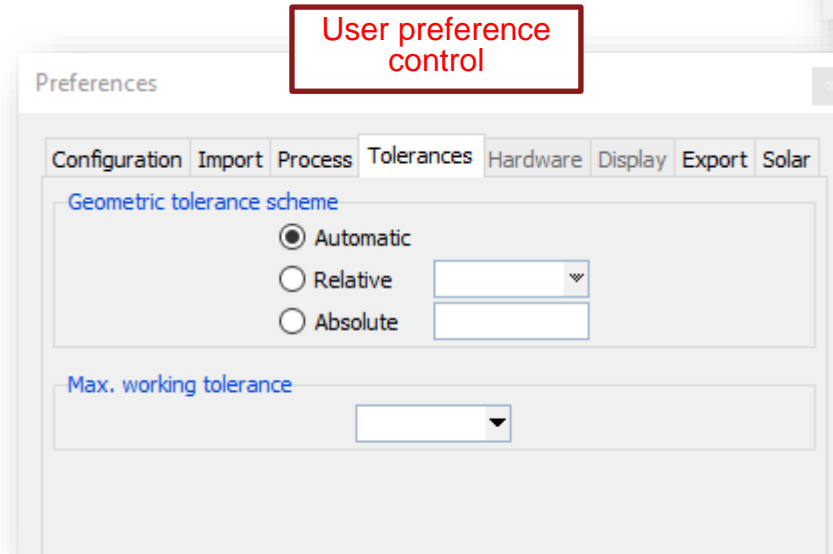 User preference
control
Preferences
Configuration Import Process Tolerances Hardware Display Export Solar
Geometric tolerance scheme
Automatic
Relative
Absolute
Max. working tolerance